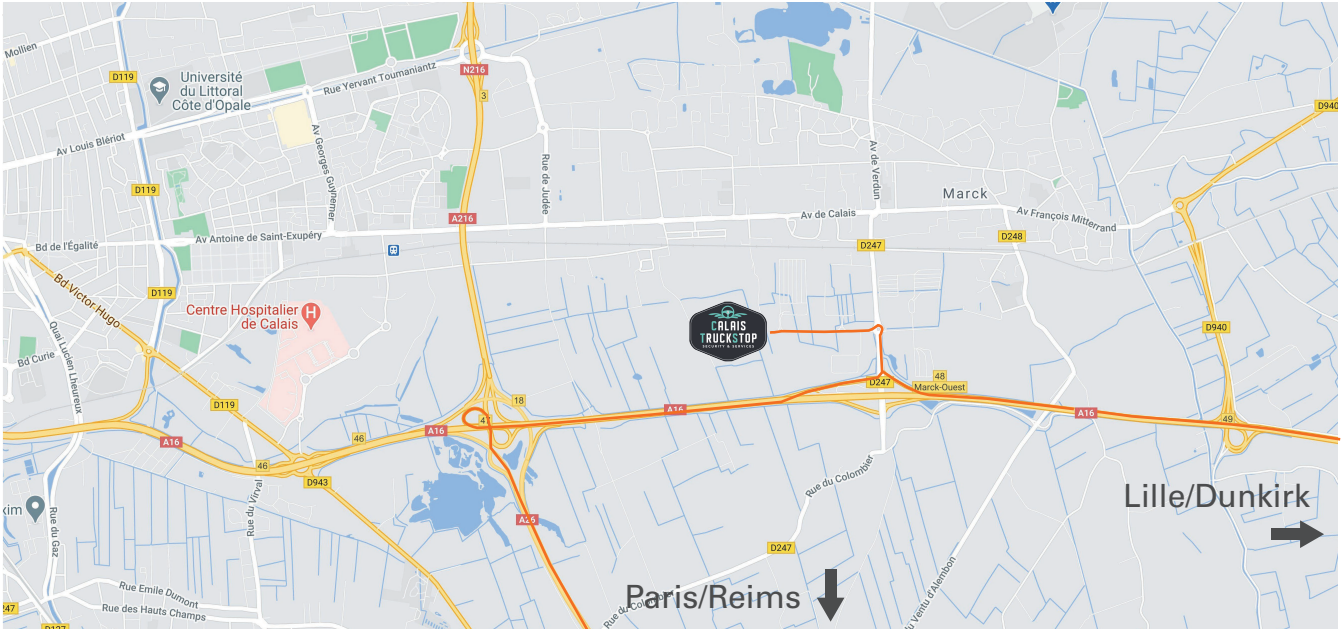 Mollien
D119
Université
du Littoral
Côte d'Opale
Rue Yervant Toumaniantz
N216
3
D940
Av Louis Blériot
Av Georges Guynemer
Rue de Judée
Av de Verdun
D119
Marck
A216
Av de Calais
Av François Mitterrand
Bd de l'Égalité
Av Antoine de Saint-Exupéry
D247
D248
Bd Victor Hugo
D119
Centre Hospitalier
de Calais
H
CALAIS
TRUCKSTOP
SECURITY & SERVICES
D940
Quai Lucien Lheureux
Bd Curie
48
Marck-Ouest
D247
D119
18
A16
A16
49
A16
46
A16
46
D943
Rue du Colombier
Lille/Dunkirk
Rue du Virval
Rue du Gaz
A26
D247
Rue Emile Dumont
Rue des Hauts Champs
Paris/Reims